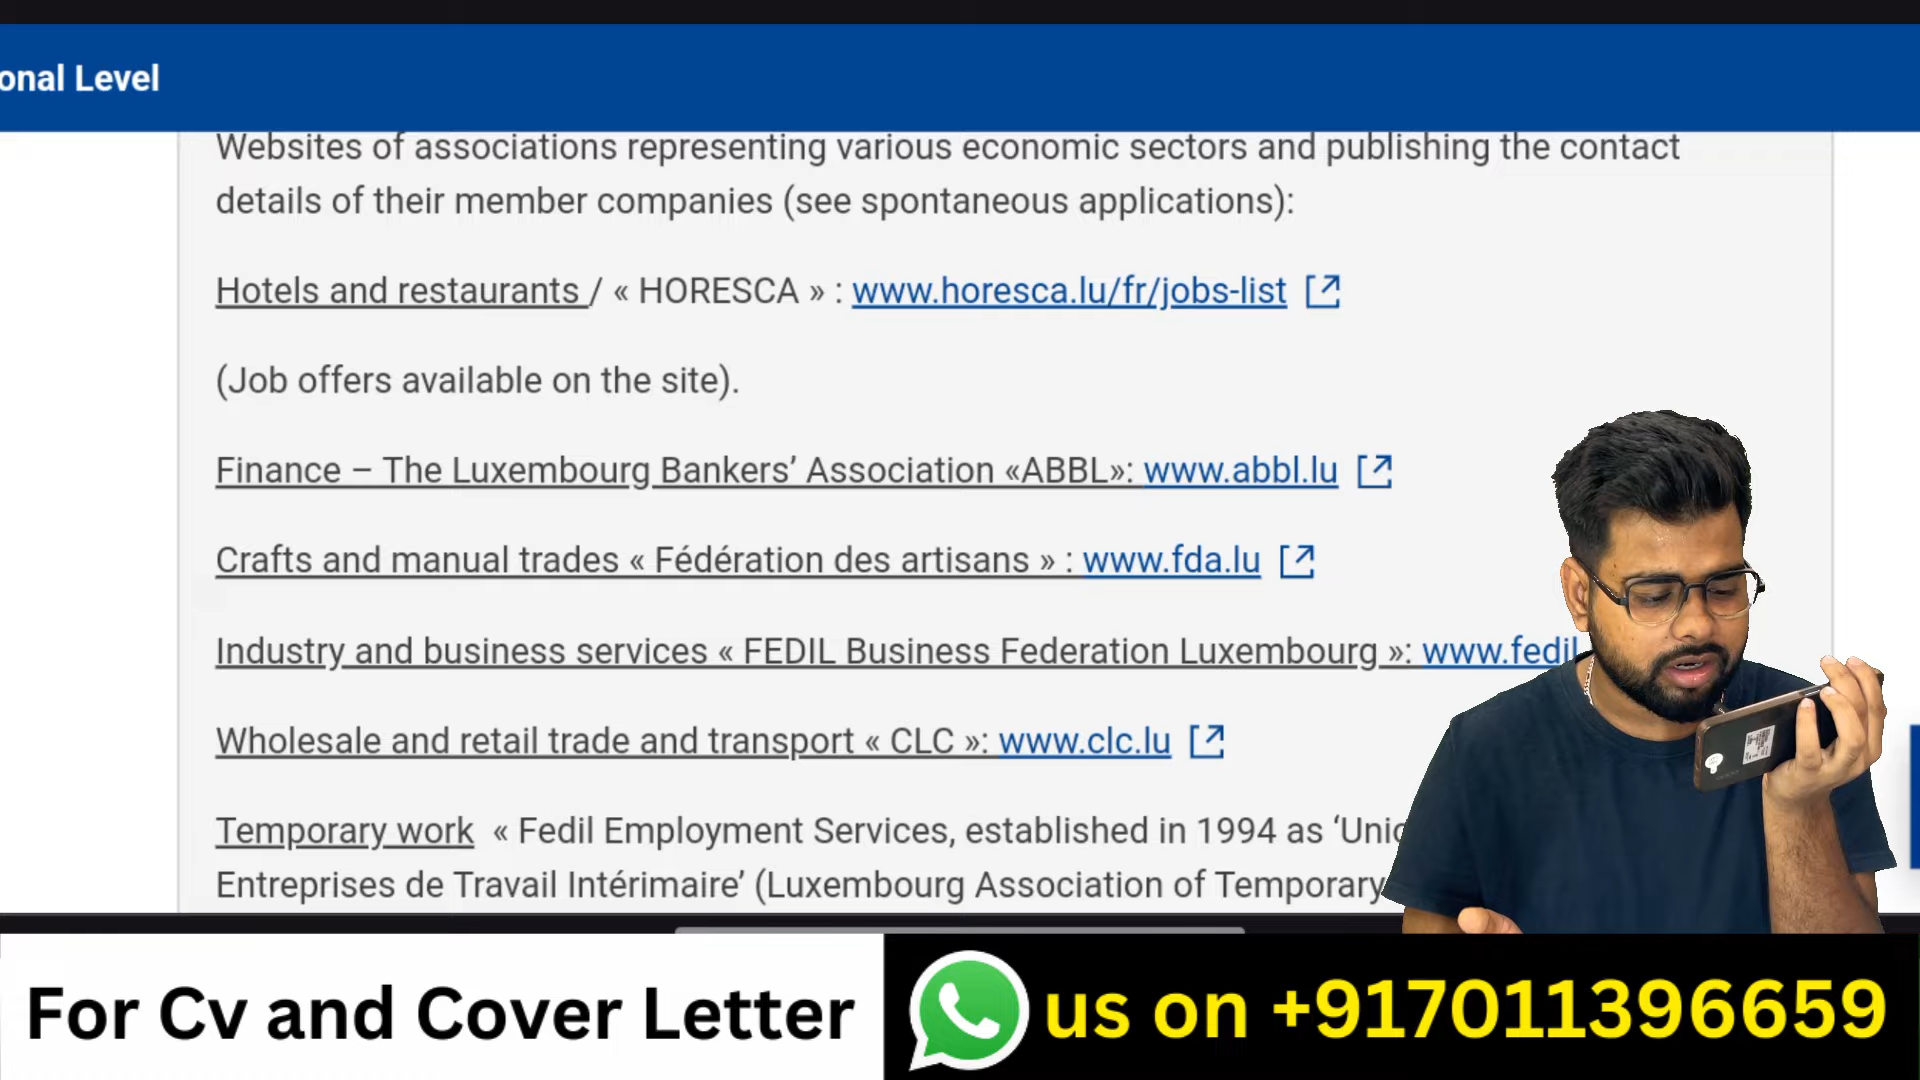 onal Level
Websites of associations representing various economic sectors and publishing the contact
details of their member companies (see spontaneous applications):
Hotels and restaurants / « HORESCA » : www.horesca.lu/fr/jobs-list
(Job offers available on the site).
Finance – The Luxembourg Bankers’ Association «ABBL»: www.abbl.lu
Crafts and manual trades « Fédération des artisans » : www.fda.lu
Industry and business services « FEDIL Business Federation Luxembourg »: www.fedil
Wholesale and retail trade and transport « CLC »: www.clc.lu
Temporary work « Fedil Employment Services, established in 1994 as ‘Unio
Entreprises de Travail Intérimaire’ (Luxembourg Association of Temporary
For Cv and Cover Letter us on +917011396659